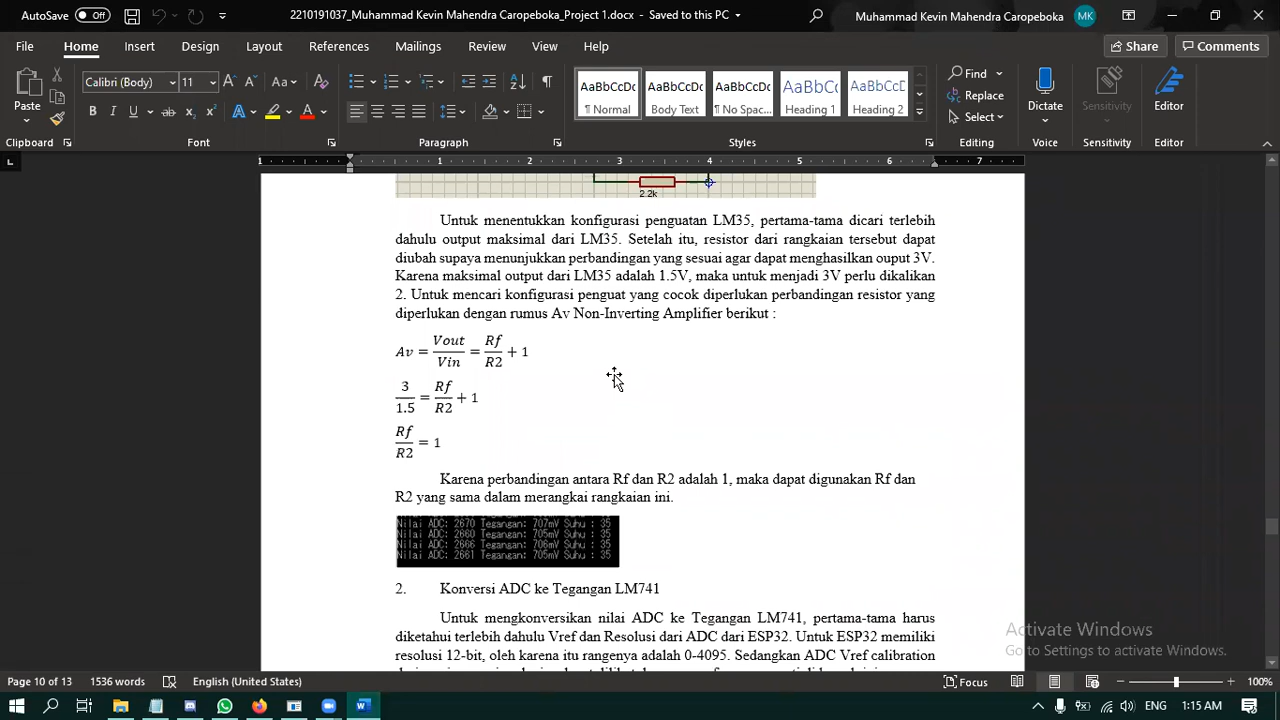 AutoSave Off 2210191037_Muhammad Kevin Mahendra Caropeboka_Project 1.docx - Saved to this PC Muhammad Kevin Mahendra Caropeboka MK
File Home Insert Design Layout References Mailings Review View Help Share Comments
Paste Calibri (Body) 11 AaBbCcDc AaBbCcDc AaBbCcDc AaBbCc AaBbCcD Find Replace Select Dictate Sensitivity Editor
¶ Normal Body Text ¶ No Spac... Heading 1 Heading 2
Clipboard Font Paragraph Styles Editing Voice Sensitivity Editor
1 1 2 3 4 5 6 7
2.2k
Untuk menentukkan konfigurasi penguatan LM35, pertama-tama dicari terlebih
dahulu output maksimal dari LM35. Setelah itu, resistor dari rangkaian tersebut dapat
diubah supaya menunjukkan perbandingan yang sesuai agar dapat menghasilkan ouput 3V.
Karena maksimal output dari LM35 adalah 1.5V, maka untuk menjadi 3V perlu dikalikan
2. Untuk mencari konfigurasi penguat yang cocok diperlukan perbandingan resistor yang
diperlukan dengan rumus Av Non-Inverting Amplifier berikut :
Av = Vout/Vin = Rf/R2 + 1
3/1.5 = Rf/R2 + 1
Rf/R2 = 1
Karena perbandingan antara Rf dan R2 adalah 1, maka dapat digunakan Rf dan
R2 yang sama dalam merangkai rangkaian ini.
Nilai ADC: 2670 Tegangan: 707mV Suhu : 35
Nilai ADC: 2660 Tegangan: 705mV Suhu : 35
Nilai ADC: 2666 Tegangan: 706mV Suhu : 35
Nilai ADC: 2661 Tegangan: 705mV Suhu : 35
2. Konversi ADC ke Tegangan LM741
Untuk mengkonversikan nilai ADC ke Tegangan LM741, pertama-tama harus
diketahui terlebih dahulu Vref dan Resolusi dari ADC dari ESP32. Untuk ESP32 memiliki
resolusi 12-bit, oleh karena itu rangenya adalah 0-4095. Sedangkan ADC Vref calibration
Activate Windows
Go to Settings to activate Windows.
Page 10 of 13 1536 words English (United States) Focus 100%
ENG 1:15 AM